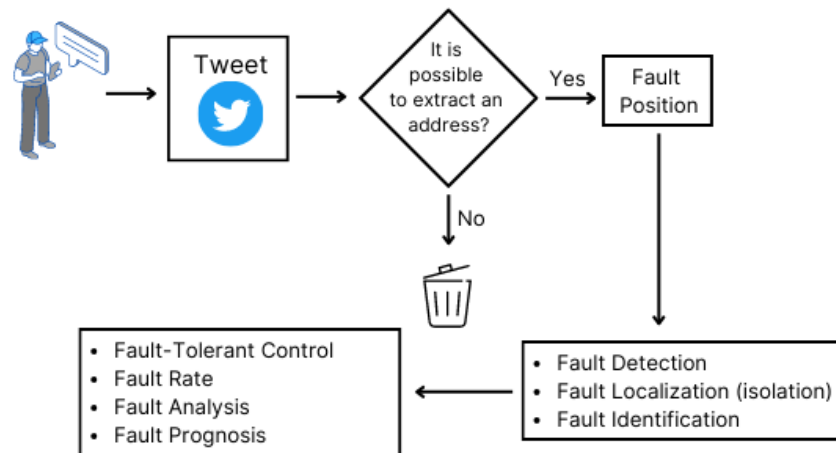 Tweet
It is
possible
to extract an
address?
Yes
Fault
Position
No
• Fault Detection
• Fault Localization (isolation)
• Fault Identification
• Fault-Tolerant Control
• Fault Rate
• Fault Analysis
• Fault Prognosis